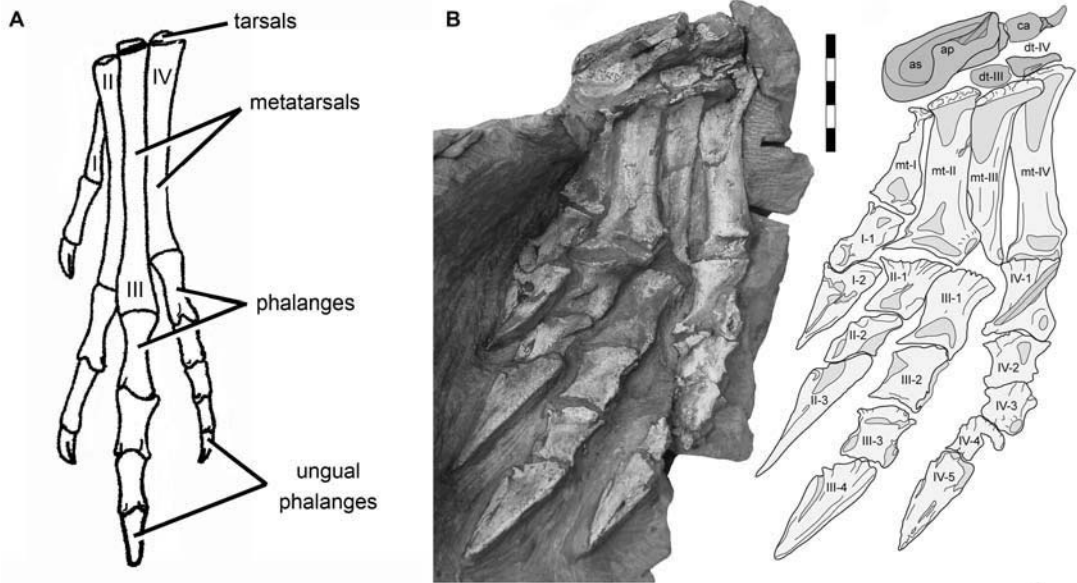 A
tarsals
II
IV
metatarsals
I
III
phalanges
ungual
phalanges
B
ca
as
ap
dt-IV
dt-III
mt-I
mt-II
mt-III
mt-IV
I-1
I-2
II-1
III-1
IV-1
II-2
III-2
IV-2
II-3
IV-3
III-3
IV-4
III-4
IV-5